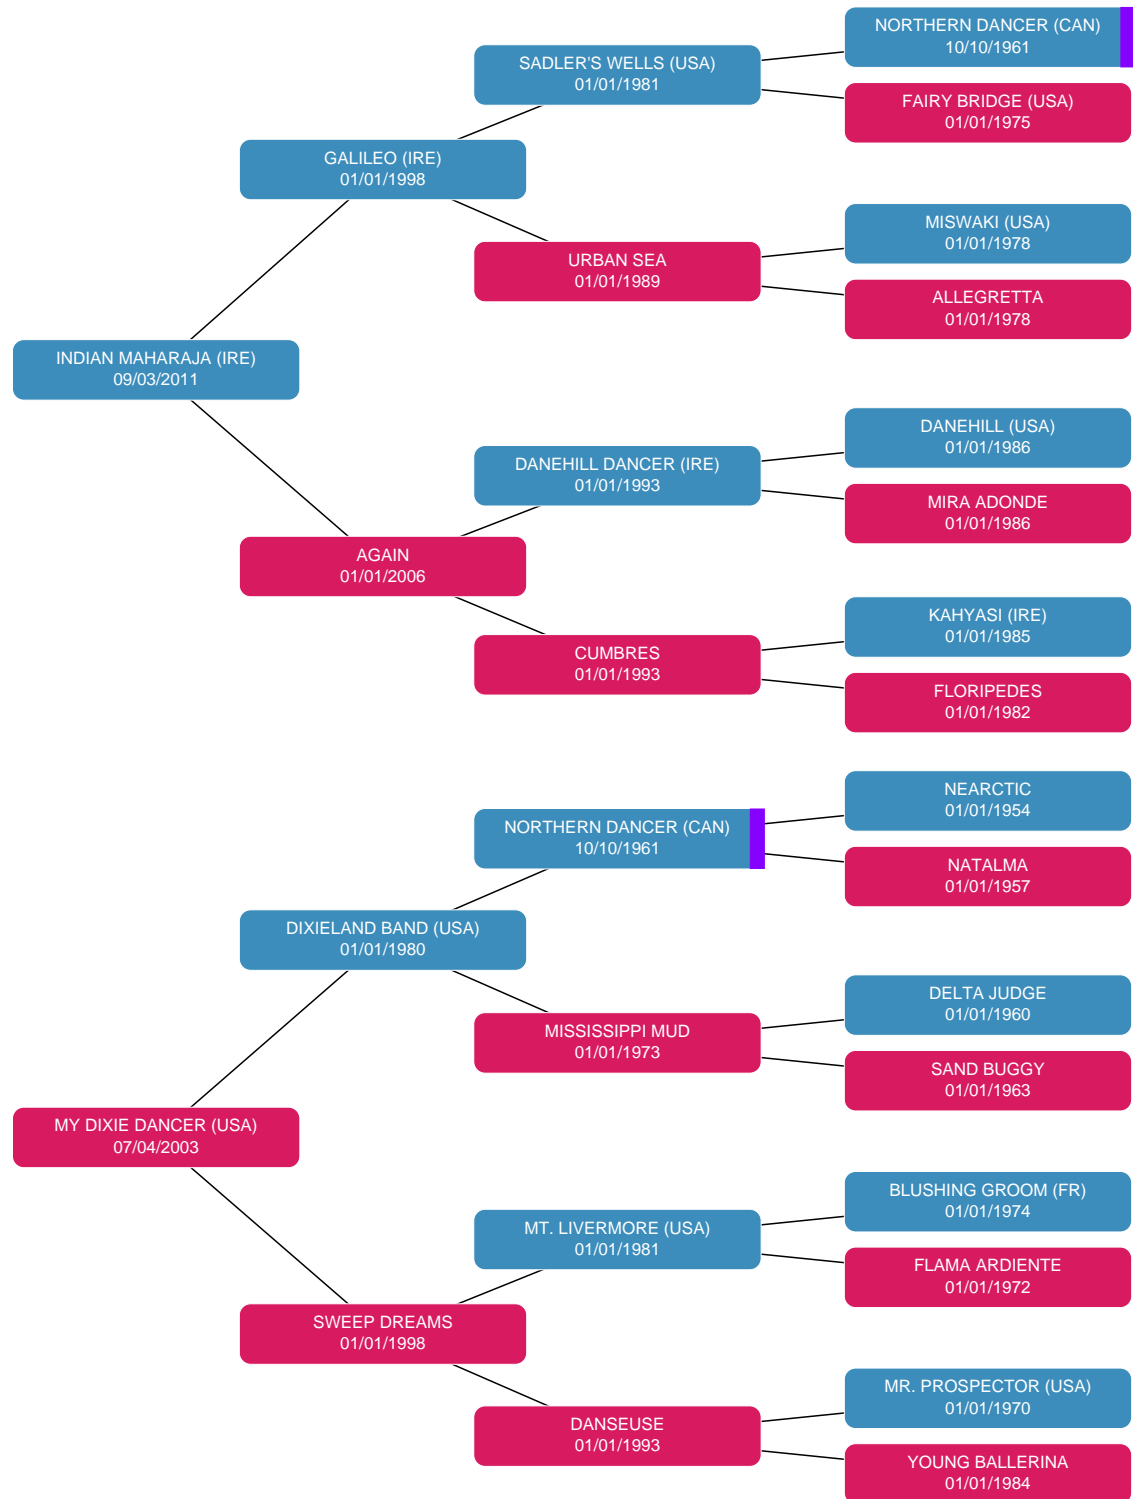 NORTHERN DANCER (CAN)
10/10/1961
SADLER'S WELLS (USA)
01/01/1981
FAIRY BRIDGE (USA)
01/01/1975
GALILEO (IRE)
01/01/1998
MISWAKI (USA)
01/01/1978
URBAN SEA
01/01/1989
ALLEGRETTA
01/01/1978
INDIAN MAHARAJA (IRE)
09/03/2011
DANEHILL (USA)
01/01/1986
DANEHILL DANCER (IRE)
01/01/1993
MIRA ADONDE
01/01/1986
AGAIN
01/01/2006
KAHYASI (IRE)
01/01/1985
CUMBRES
01/01/1993
FLORIPEDES
01/01/1982
NEARCTIC
01/01/1954
NORTHERN DANCER (CAN)
10/10/1961
NATALMA
01/01/1957
DIXIELAND BAND (USA)
01/01/1980
DELTA JUDGE
01/01/1960
MISSISSIPPI MUD
01/01/1973
SAND BUGGY
01/01/1963
MY DIXIE DANCER (USA)
07/04/2003
BLUSHING GROOM (FR)
01/01/1974
MT. LIVERMORE (USA)
01/01/1981
FLAMA ARDIENTE
01/01/1972
SWEEP DREAMS
01/01/1998
MR. PROSPECTOR (USA)
01/01/1970
DANSEUSE
01/01/1993
YOUNG BALLERINA
01/01/1984